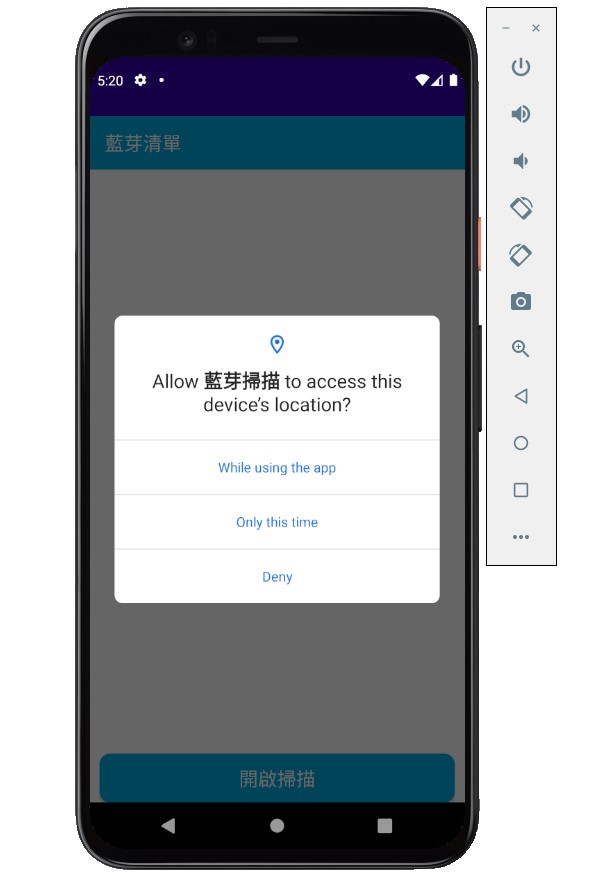 5:20
藍芽清單
Allow 藍芽掃描 to access this
device's location?
While using the app
Only this time
Deny
開啟掃描